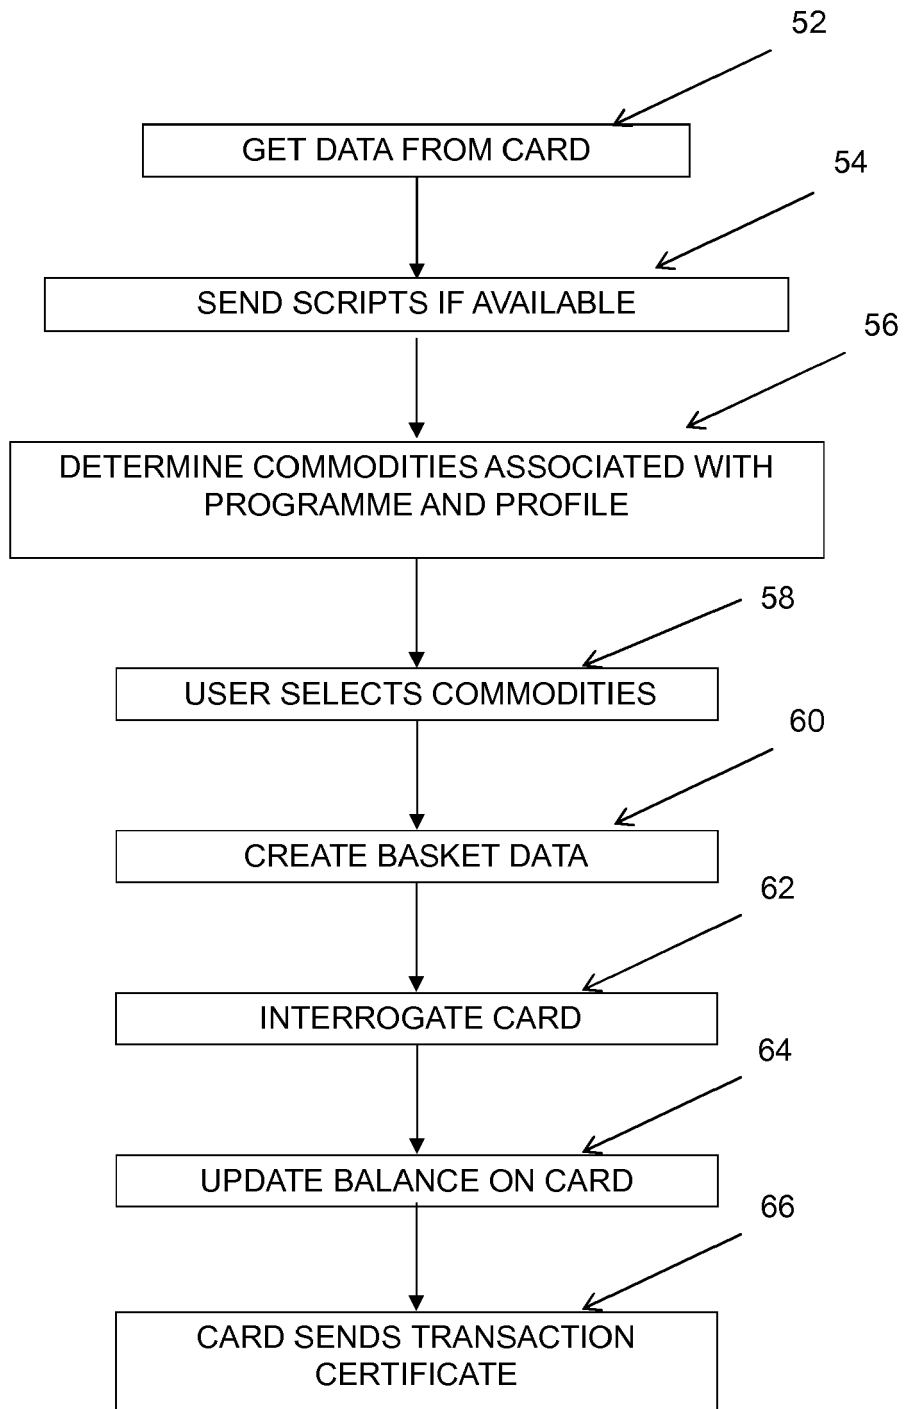 52
GET DATA FROM CARD
54
SEND SCRIPTS IF AVAILABLE
56
DETERMINE COMMODITIES ASSOCIATED WITH
PROGRAMME AND PROFILE
58
USER SELECTS COMMODITIES
60
CREATE BASKET DATA
62
INTERROGATE CARD
64
UPDATE BALANCE ON CARD
66
CARD SENDS TRANSACTION
CERTIFICATE